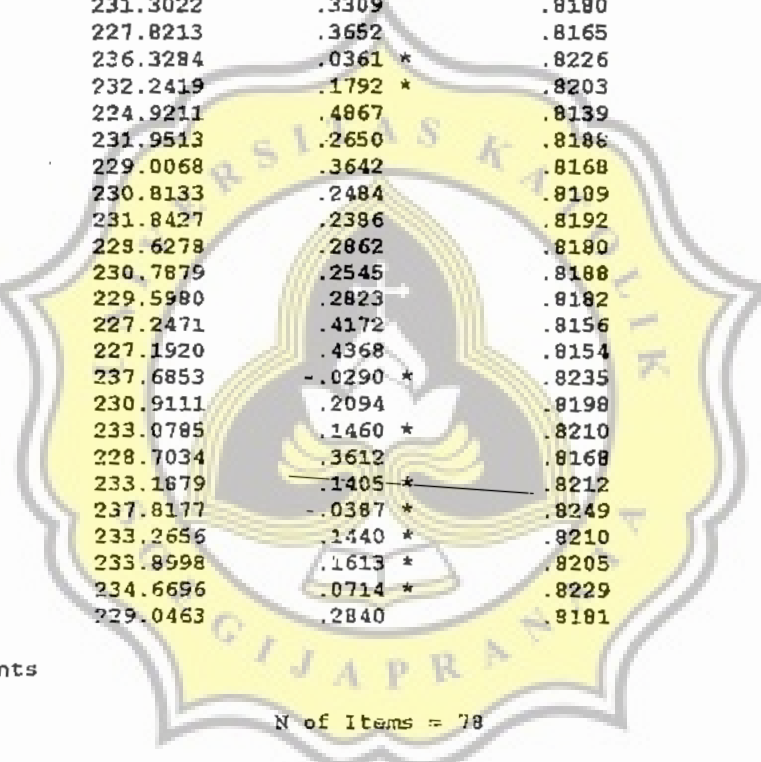 231.3022 .3309 .8180
227.8213 .3652 .8165
236.3284 .0361 * .8226
232.2419 .1792 * .8203
224.9211 .4867 .8139
231.9513 .2650 .8186
229.0068 .3642 .8168
230.8133 .2484 .8189
231.8427 .2386 .8192
228.6278 .2862 .8180
230.7879 .2545 .8188
229.5980 .2823 .8182
227.2471 .4172 .8156
227.1920 .4368 .8154
237.6853 -.0290 * .8235
230.9111 .2094 .8198
233.0785 .1460 * .8210
228.7034 .3612 .8168
233.1879 .1405 * .8212
237.8177 -.0387 * .8249
233.2656 .1440 * .8210
233.8998 .1613 * .8205
234.6696 .0714 * .8229
229.0463 .2840 .8181
nts
N of Items = 78
UNIVERSITAS KATOLIK
SOEGIJAPRANATA